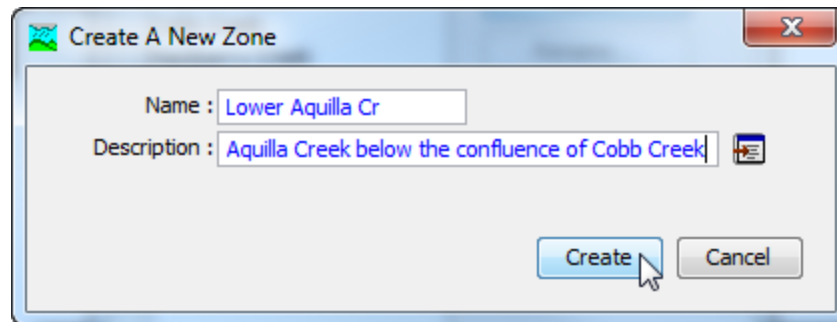 Create A New Zone
Name : Lower Aquilla Cr
Description : Aquilla Creek below the confluence of Cobb Creek
Create Cancel